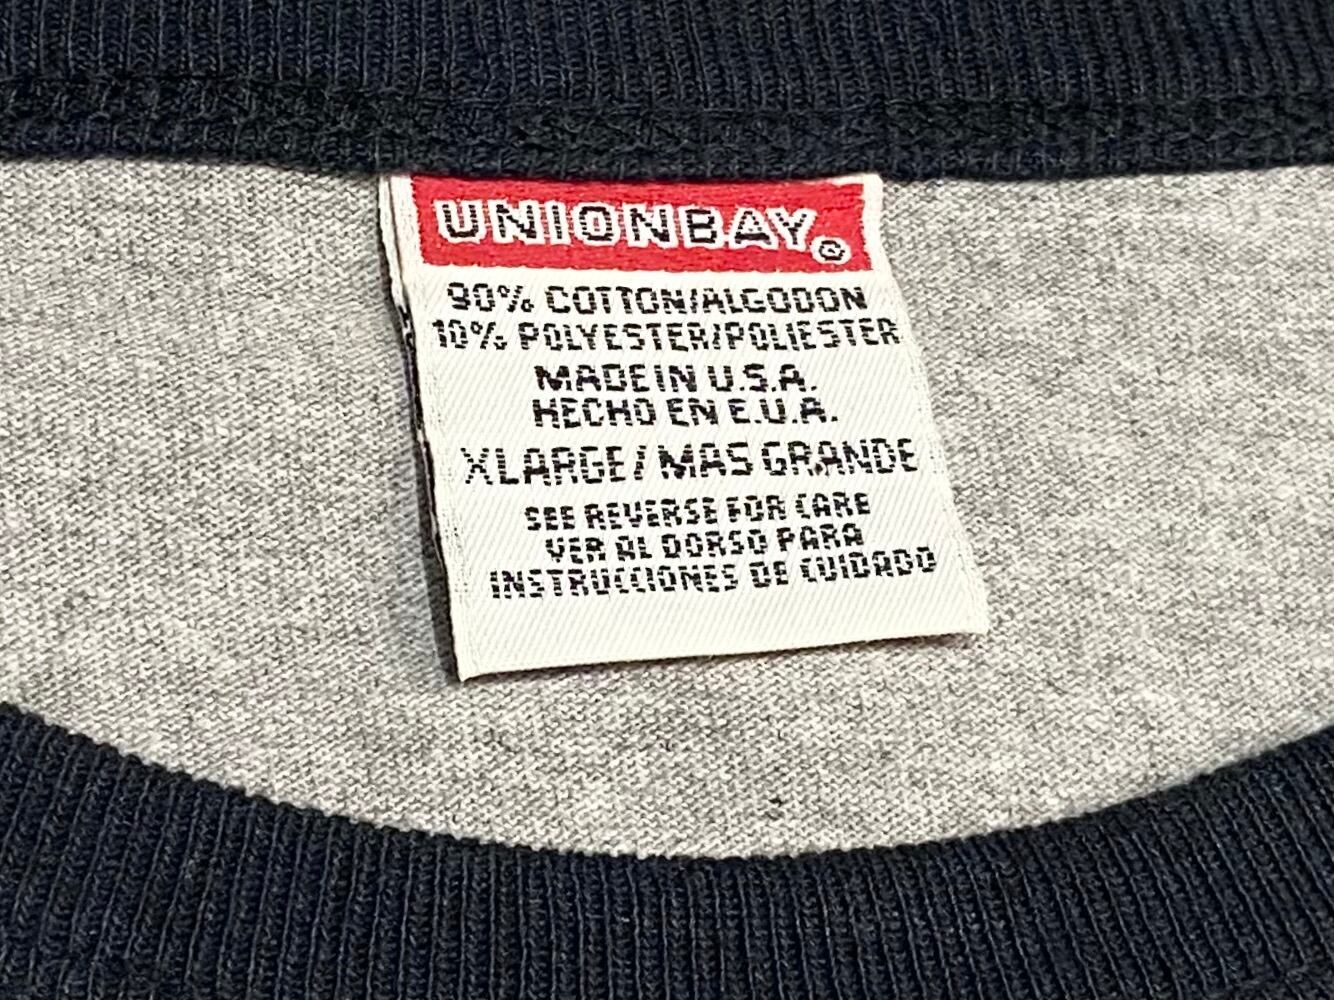 UNIONBAY®
90% COTTON/ALGODON
10% POLYESTER/POLIESTER
MADE IN U.S.A.
HECHO EN E.U.A.
XLARGE/ MAS GRANDE
SEE REVERSE FOR CARE
VER AL DORSO PARA
INSTRUCCIONES DE CUIDADO